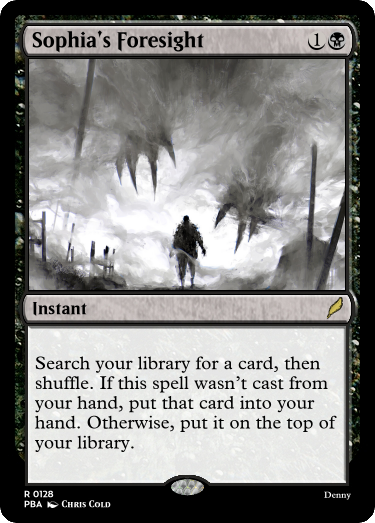 Sophia's Foresight 1
Instant
Search your library for a card, then
shuffle. If this spell wasn't cast from
your hand, put that card into your
hand. Otherwise, put it on the top of
your library.
R 0128
Denny
PBA Chris Cold